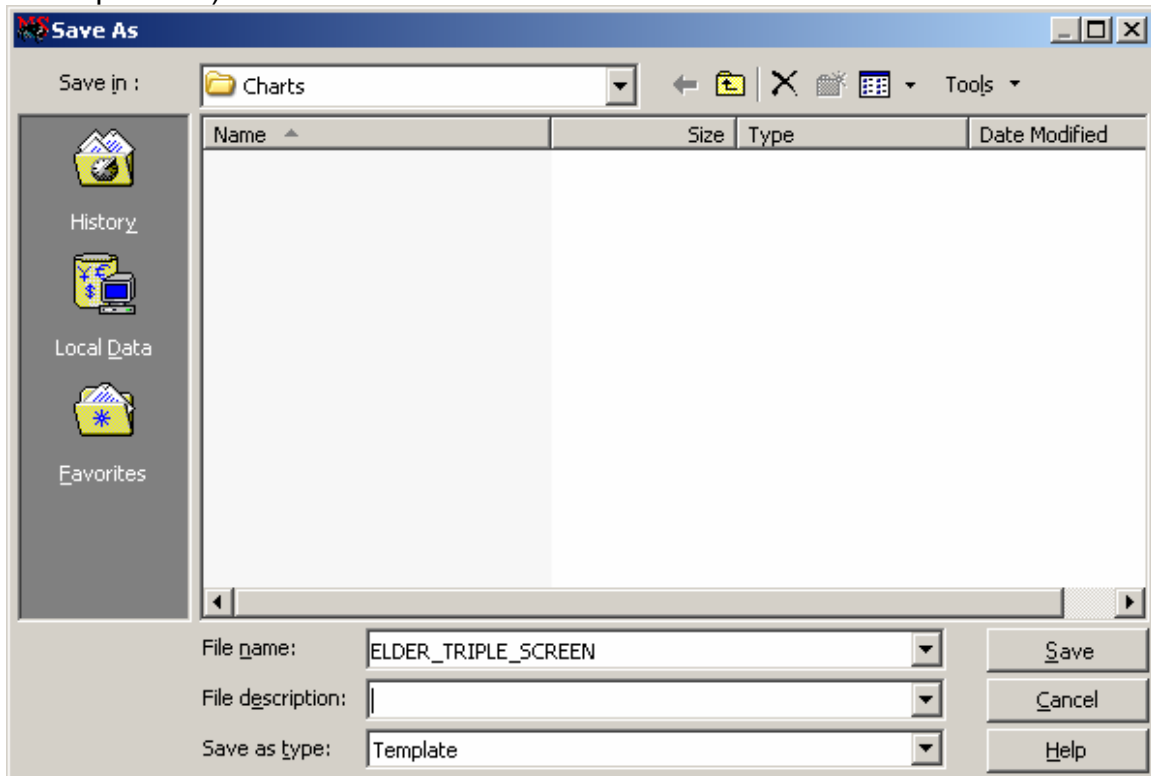 Save As
Save in :
Charts
Tools
Name Size Type Date Modified
History
Local Data
Favorites
File name: ELDER_TRIPLE_SCREEN Save
File description: Cancel
Save as type: Template Help